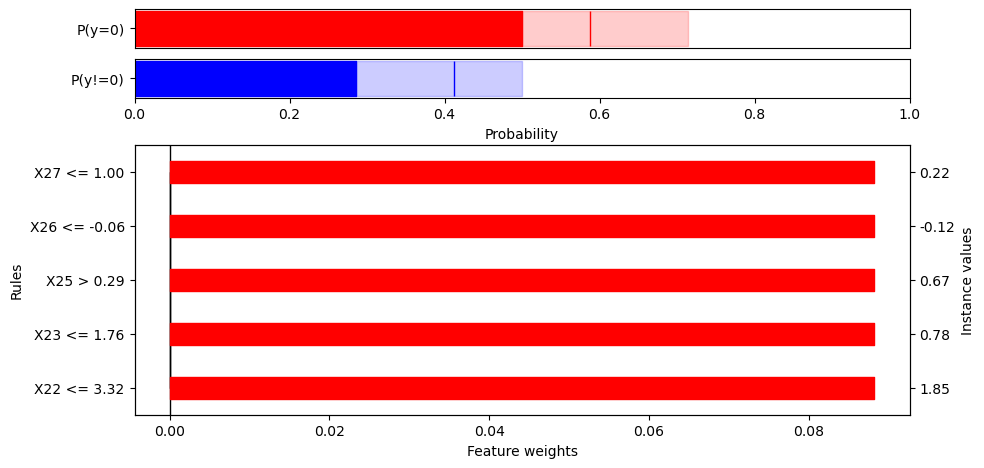 P(y=0)
P(y!=0)
0.0 0.2 0.4 0.6 0.8 1.0
Probability
X27 <= 1.00 0.22
X26 <= -0.06 -0.12
X25 > 0.29 0.67
X23 <= 1.76 0.78
X22 <= 3.32 1.85
Rules
Instance values
0.00 0.02 0.04 0.06 0.08
Feature weights